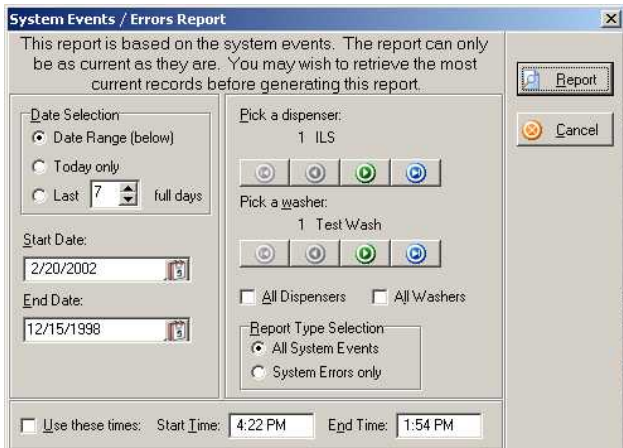 System Events / Errors Report
This report is based on the system events. The report can only
be as current as they are. You may wish to retrieve the most
current records before generating this report.
Report
Cancel
Date Selection
Date Range (below)
Today only
Last 7 full days
Start Date:
2/20/2002
End Date:
12/15/1998
Pick a dispenser:
1 ILS
Pick a washer:
1 Test Wash
All Dispensers All Washers
Report Type Selection
All System Events
System Errors only
Use these times: Start Time: 4:22 PM End Time: 1:54 PM